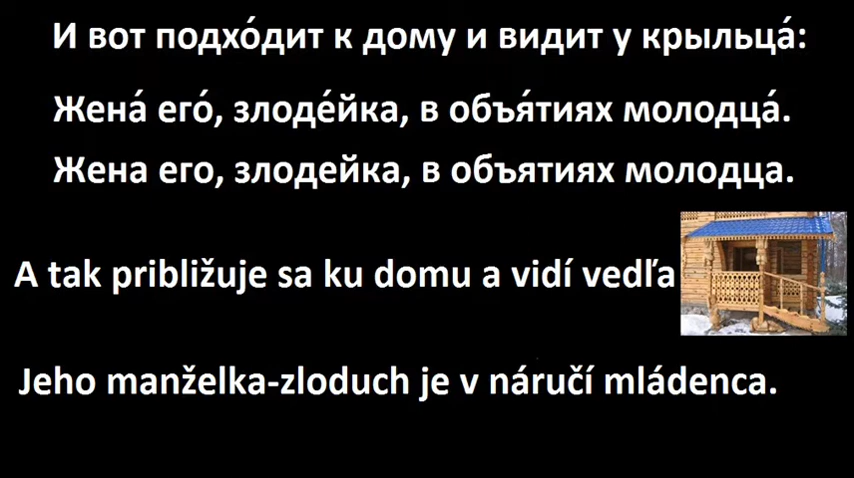 И вот подхо́дит к дому и видит у крыльца́:
Жена́ его́, злоде́йка, в объя́тиях молодца́.
Жена его, злодейка, в объятиях молодца.
A tak približuje sa ku domu a vidí vedľa
Jeho manželka-zloduch je v náručí mládenca.